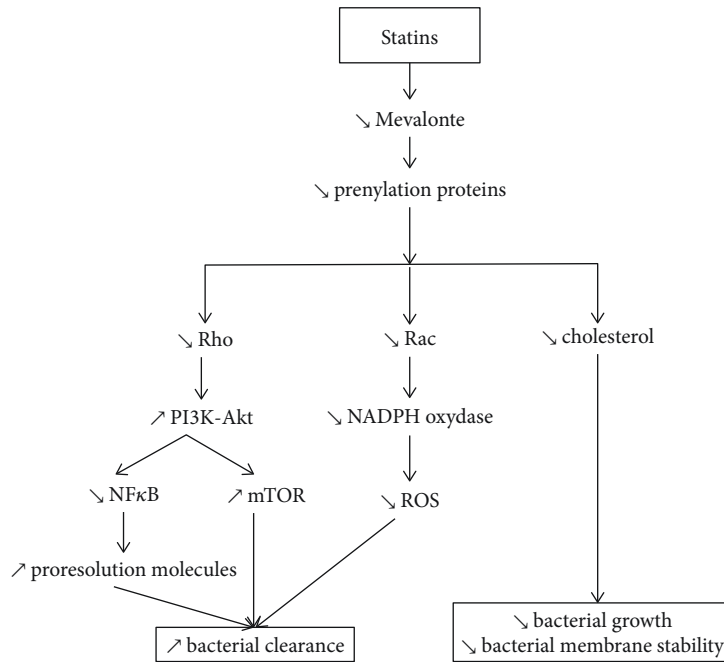 Statins
↘ Mevalonte
↘ prenylation proteins
↘ Rho
↘ Rac
↘ cholesterol
↗ PI3K-Akt
↘ NADPH oxydase
↘ NFκB
↗ mTOR
↘ ROS
↗ proresolution molecules
↗ bacterial clearance
↘ bacterial growth
↘ bacterial membrane stability